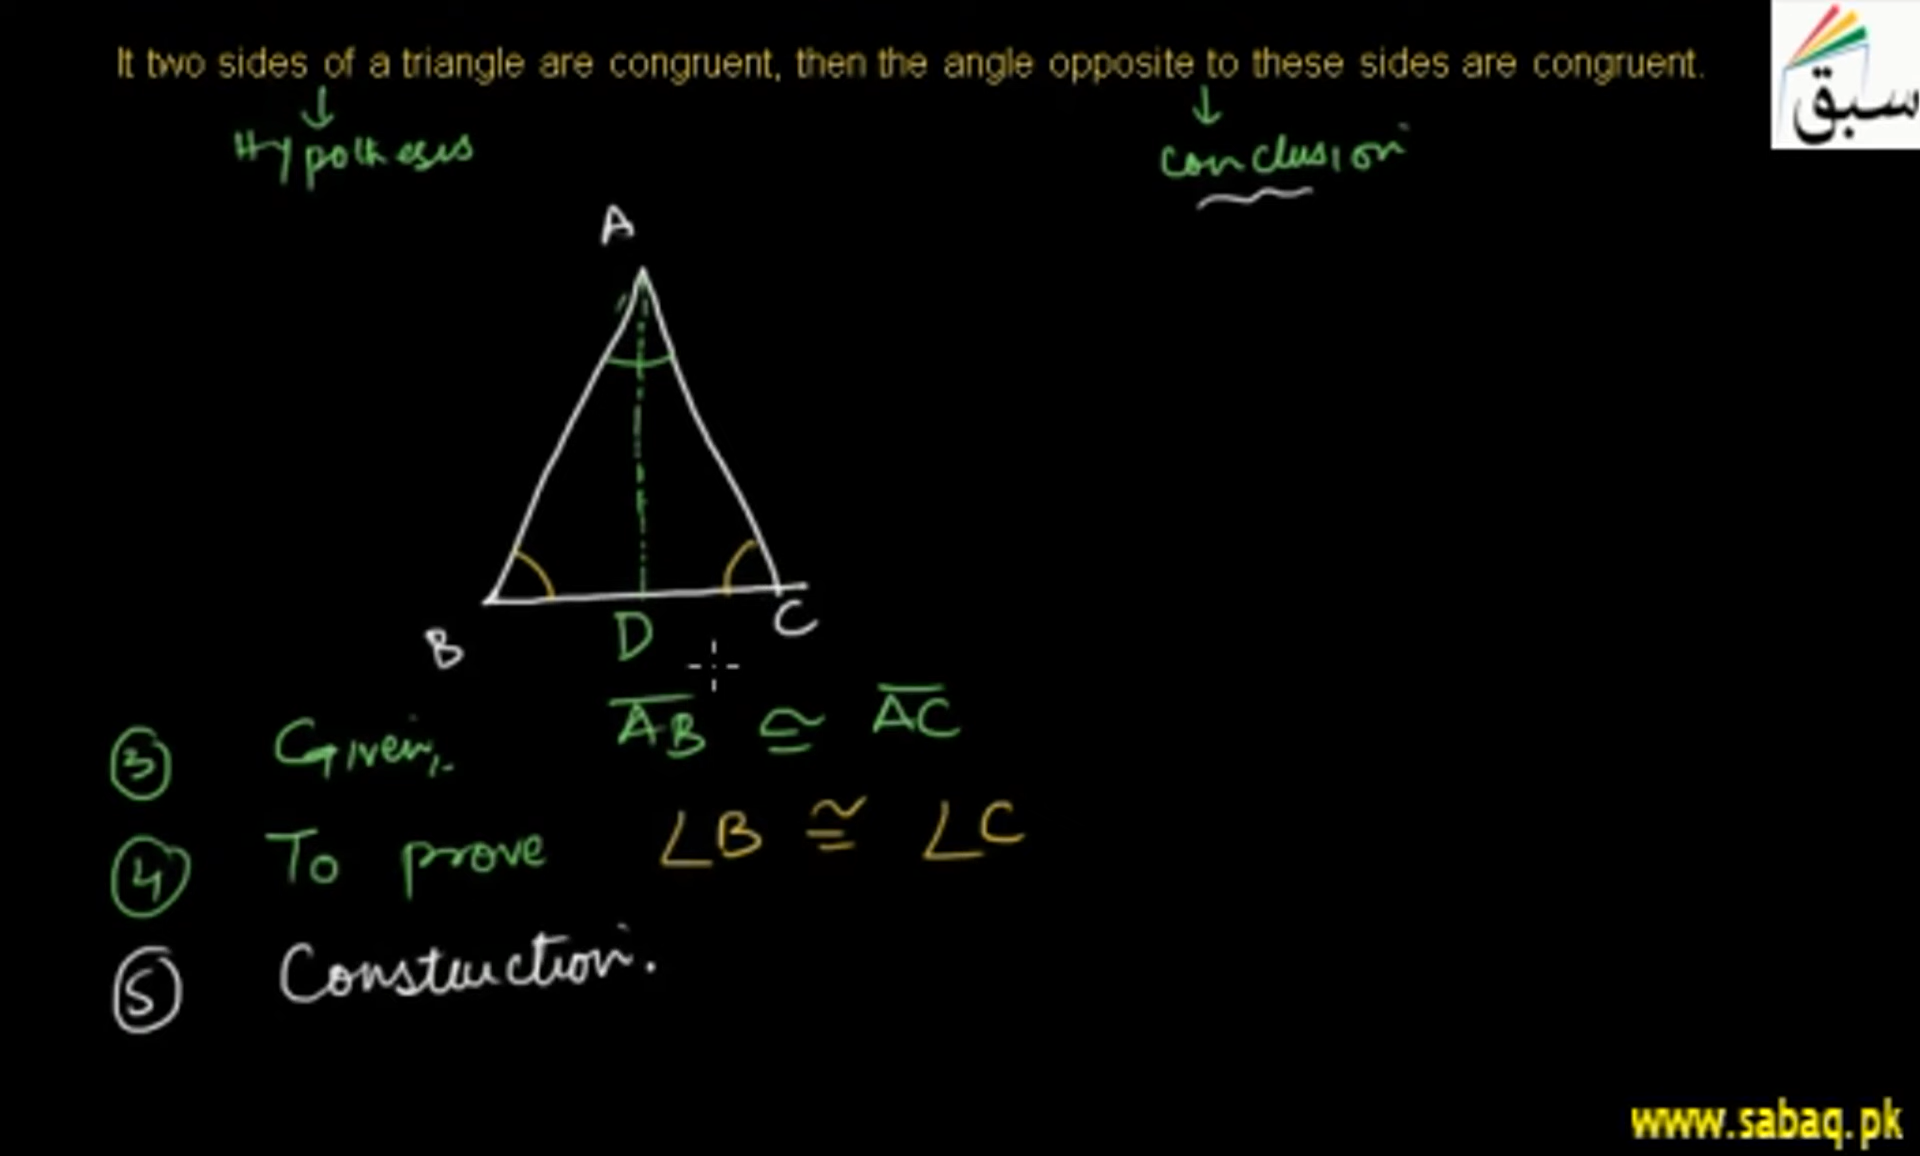 It two sides of a triangle are congruent, then the angle opposite to these sides are congruent.
سبق
↓ ↓
Hypothesis conclusion
A
B D C
③ Given, AB ≅ AC
④ To prove ∠B ≅ ∠C
⑤ Construction.
www.sabaq.pk